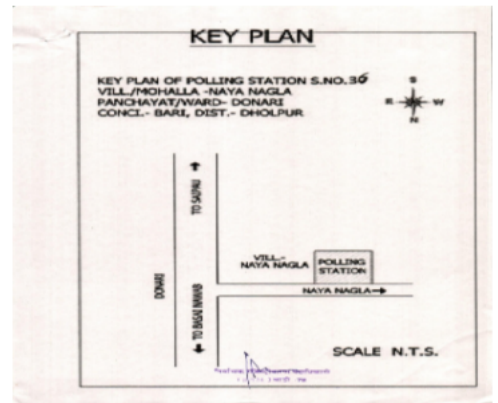 KEY PLAN
KEY PLAN OF POLLING STATION S.NO.36
VILL./MOHALLA -NAYA NAGLA
PANCHAYAT/WARD- DONARI
CONCI.- BARI, DIST.- DHOLPUR
S
E W
N
TO SAIPAU
VILL.-
NAYA NAGLA
POLLING
STATION
DONARI
NAYA NAGLA
TO BASAI NAWAB
SCALE N.T.S.